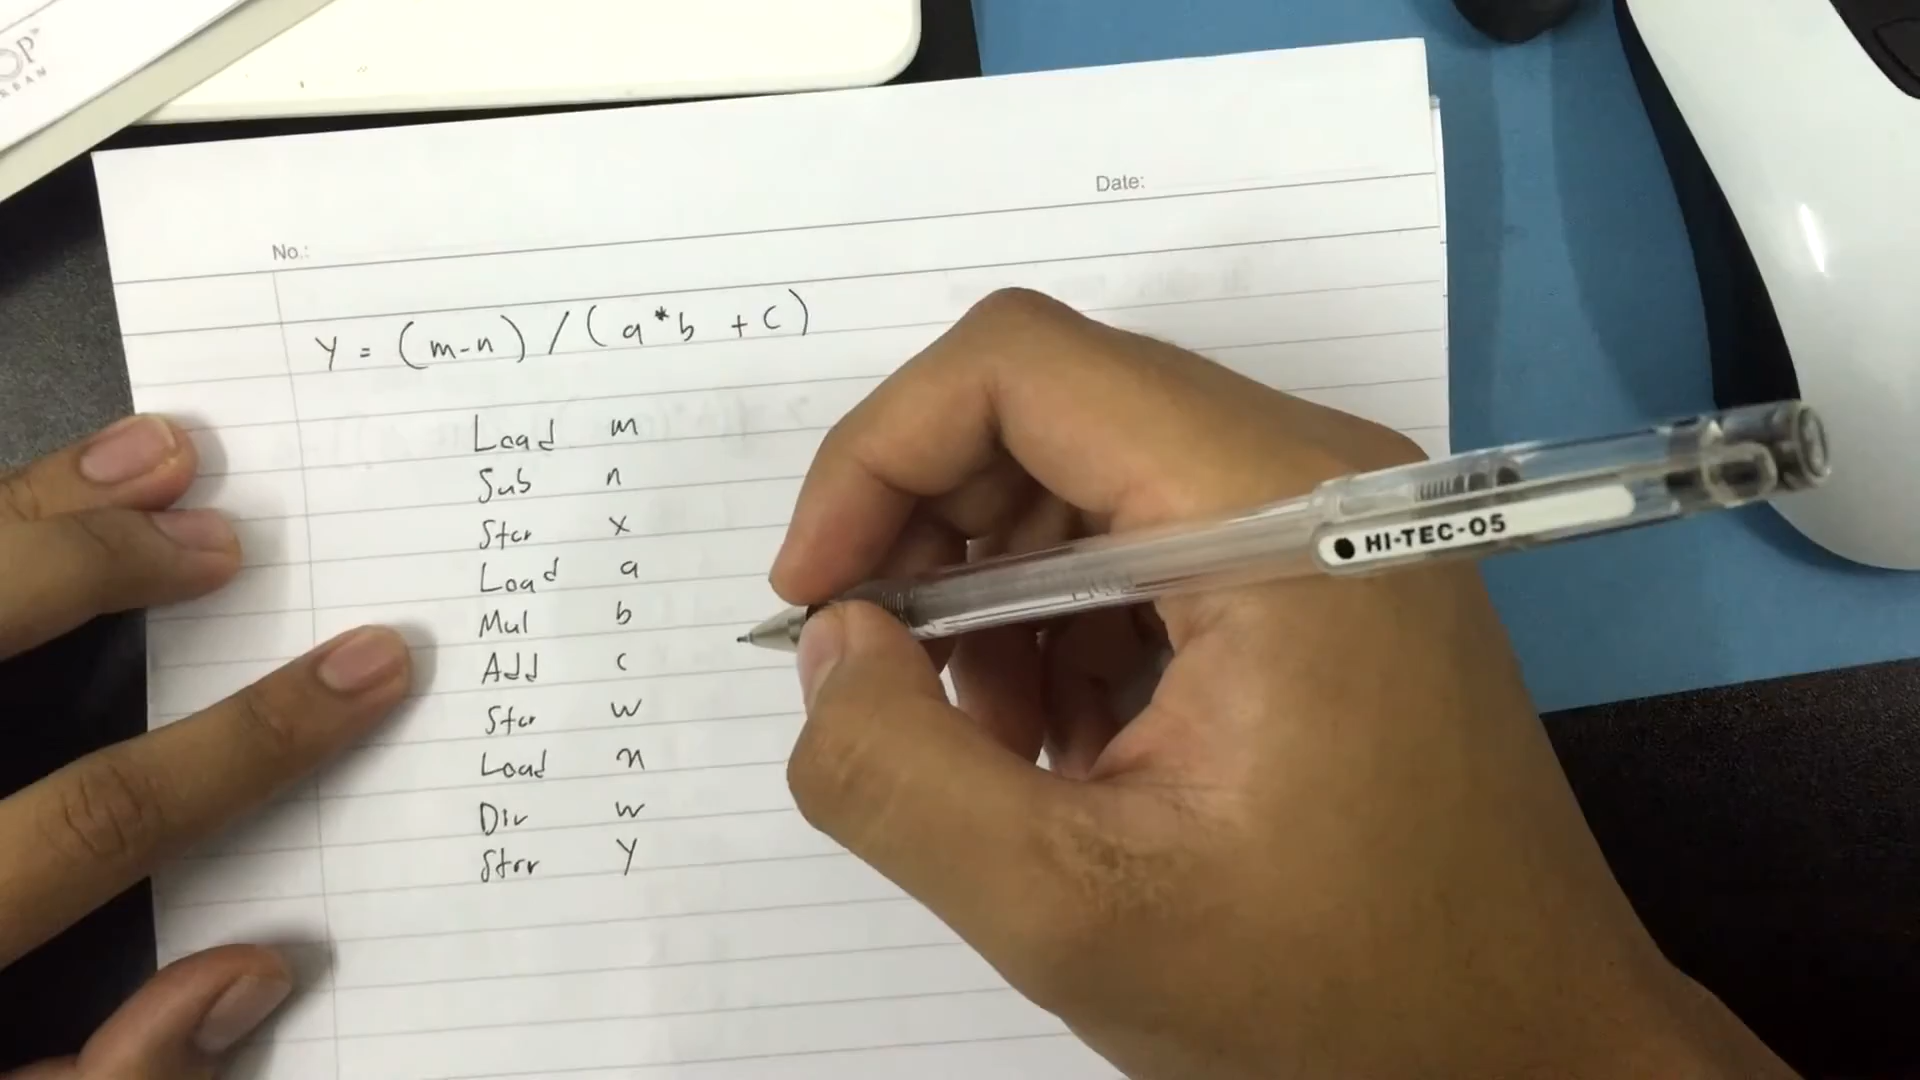 Date:
No.:
Y = (m-n) / (a*b + c)
Load m
Sub n
Stor x
Load a
Mul b
Add c
Stor w
Load x
Div w
Stor Y
HI-TEC-05